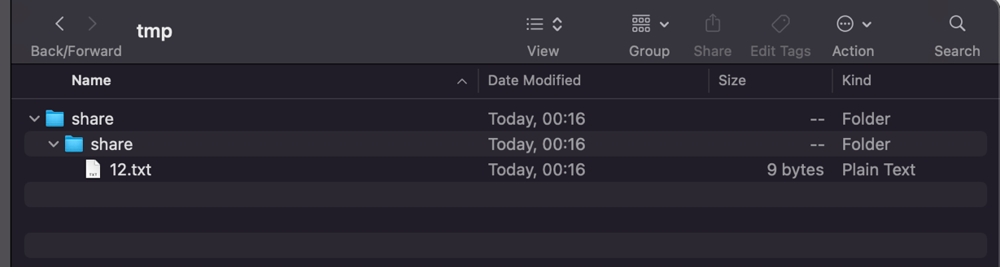 tmp
Back/Forward View Group Share Edit Tags Action Search
Name Date Modified Size Kind
share Today, 00:16 -- Folder
share Today, 00:16 -- Folder
12.txt Today, 00:16 9 bytes Plain Text